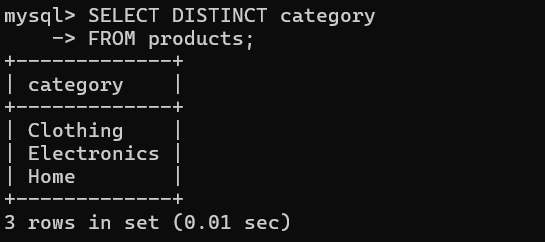 mysql> SELECT DISTINCT category
    -> FROM products;
+-------------+
| category    |
+-------------+
| Clothing    |
| Electronics |
| Home        |
+-------------+
3 rows in set (0.01 sec)